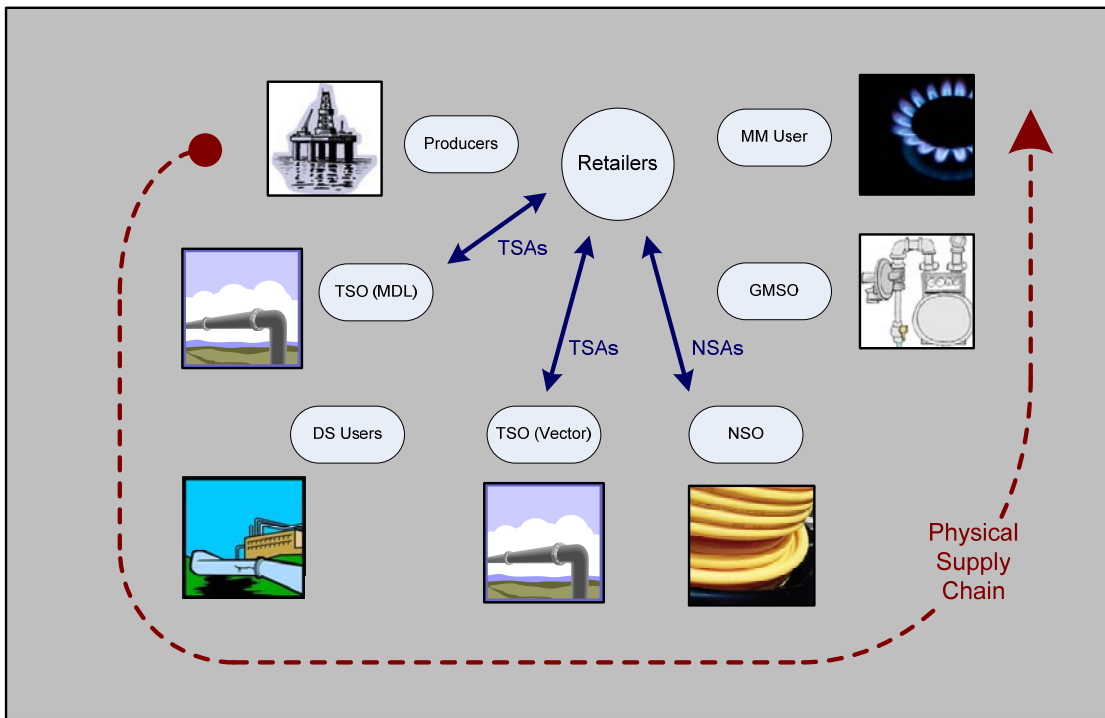 Producers
Retailers
MM User
TSAs
TSO (MDL)
GMSO
TSAs
NSAs
DS Users
TSO (Vector)
NSO
Physical
Supply
Chain